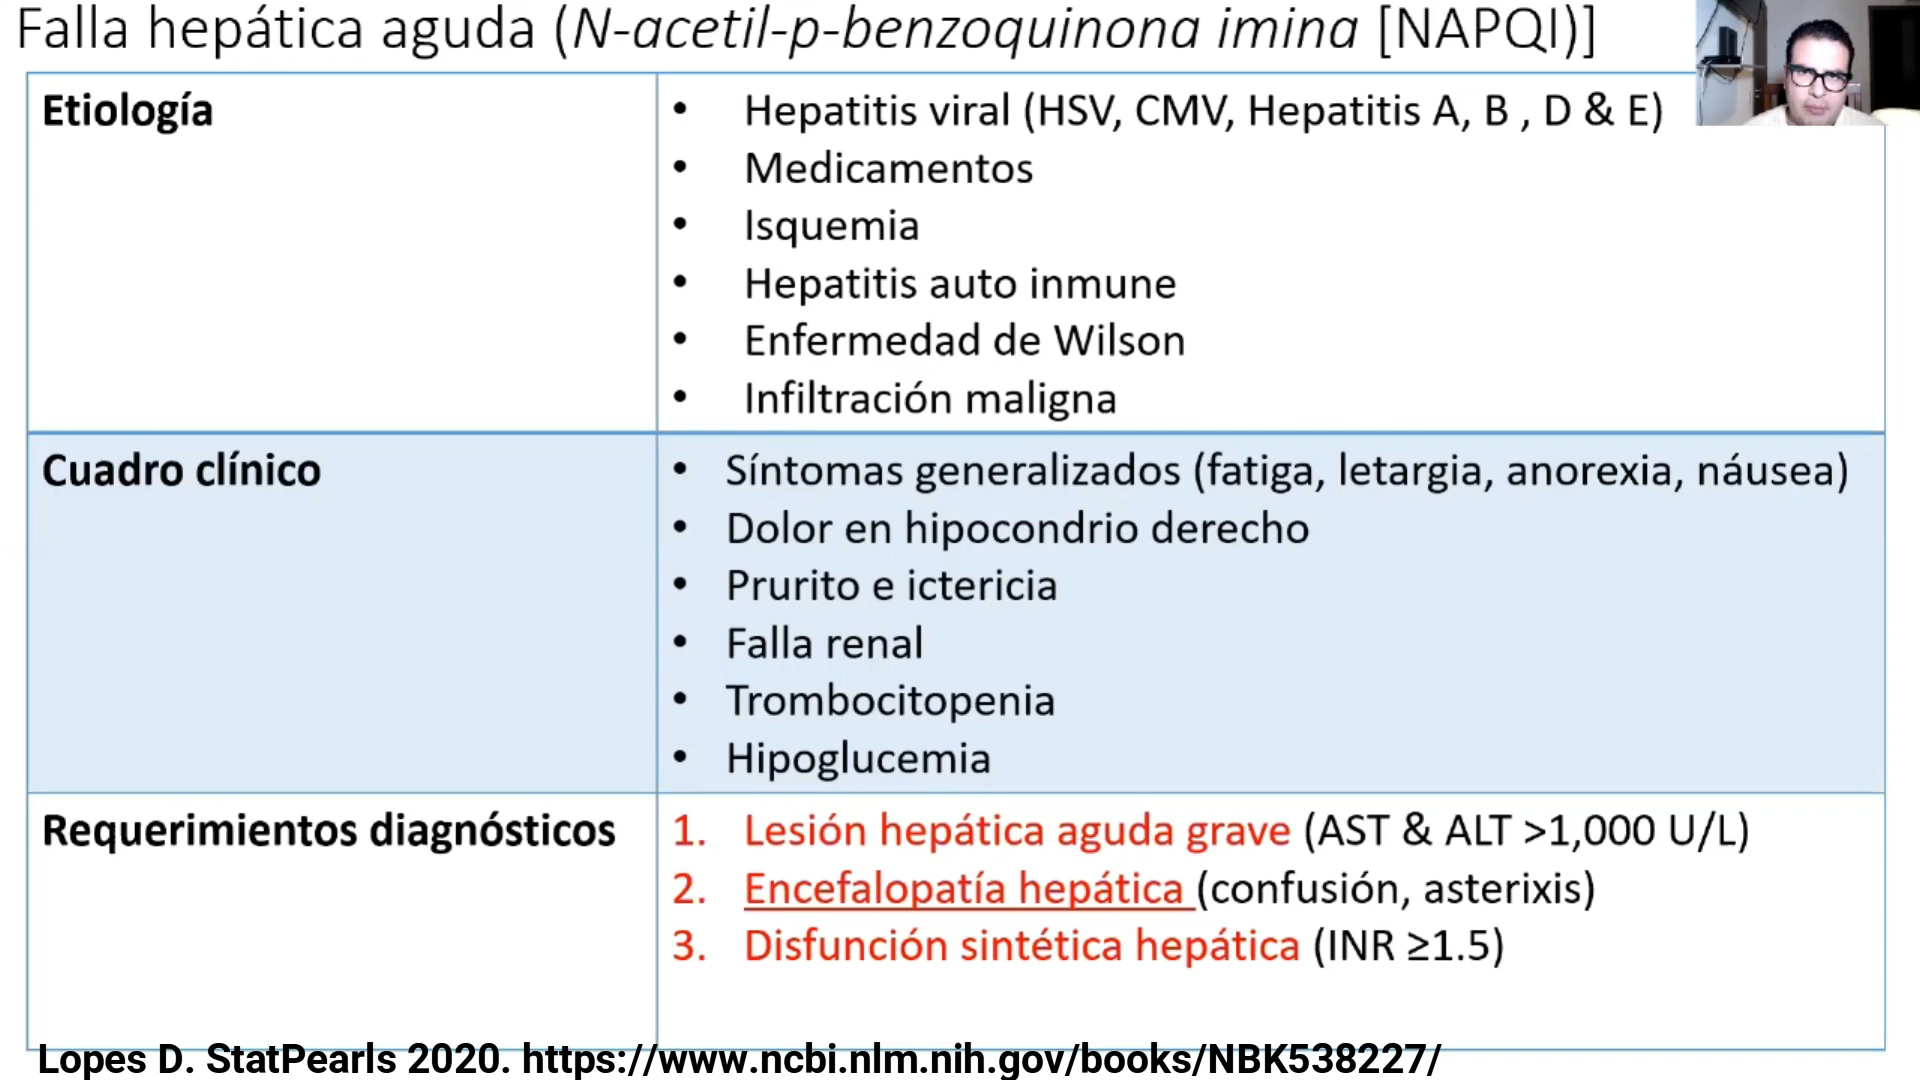 Falla hepática aguda (N-acetil-p-benzoquinona imina [NAPQI)]
Etiología
• Hepatitis viral (HSV, CMV, Hepatitis A, B , D & E)
• Medicamentos
• Isquemia
• Hepatitis auto inmune
• Enfermedad de Wilson
• Infiltración maligna
Cuadro clínico
• Síntomas generalizados (fatiga, letargia, anorexia, náusea)
• Dolor en hipocondrio derecho
• Prurito e ictericia
• Falla renal
• Trombocitopenia
• Hipoglucemia
Requerimientos diagnósticos
1. Lesión hepática aguda grave (AST & ALT >1,000 U/L)
2. Encefalopatía hepática (confusión, asterixis)
3. Disfunción sintética hepática (INR ≥1.5)
Lopes D. StatPearls 2020. https://www.ncbi.nlm.nih.gov/books/NBK538227/